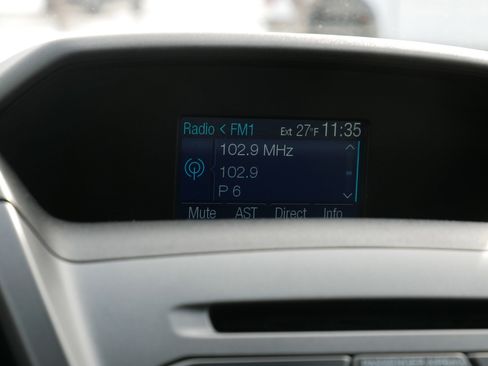 Radio < FM1 Ext 27°F 11:35
102.9 MHz
102.9
P 6
Mute AST Direct Info